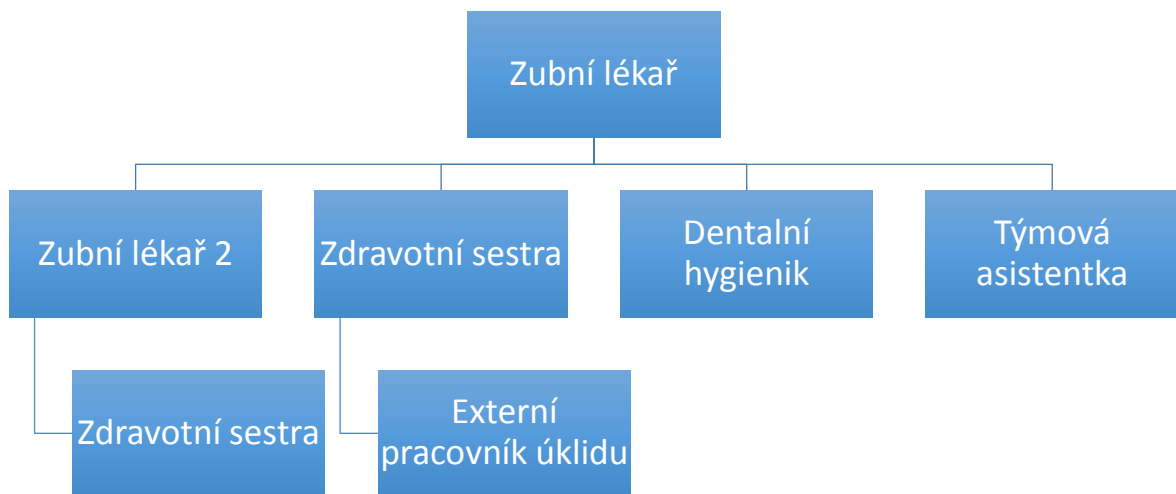 Zubní lékař
Zubní lékař 2
Zdravotní sestra
Dentalní
hygienik
Týmová
asistentka
Zdravotní sestra
Externí
pracovník úklidu